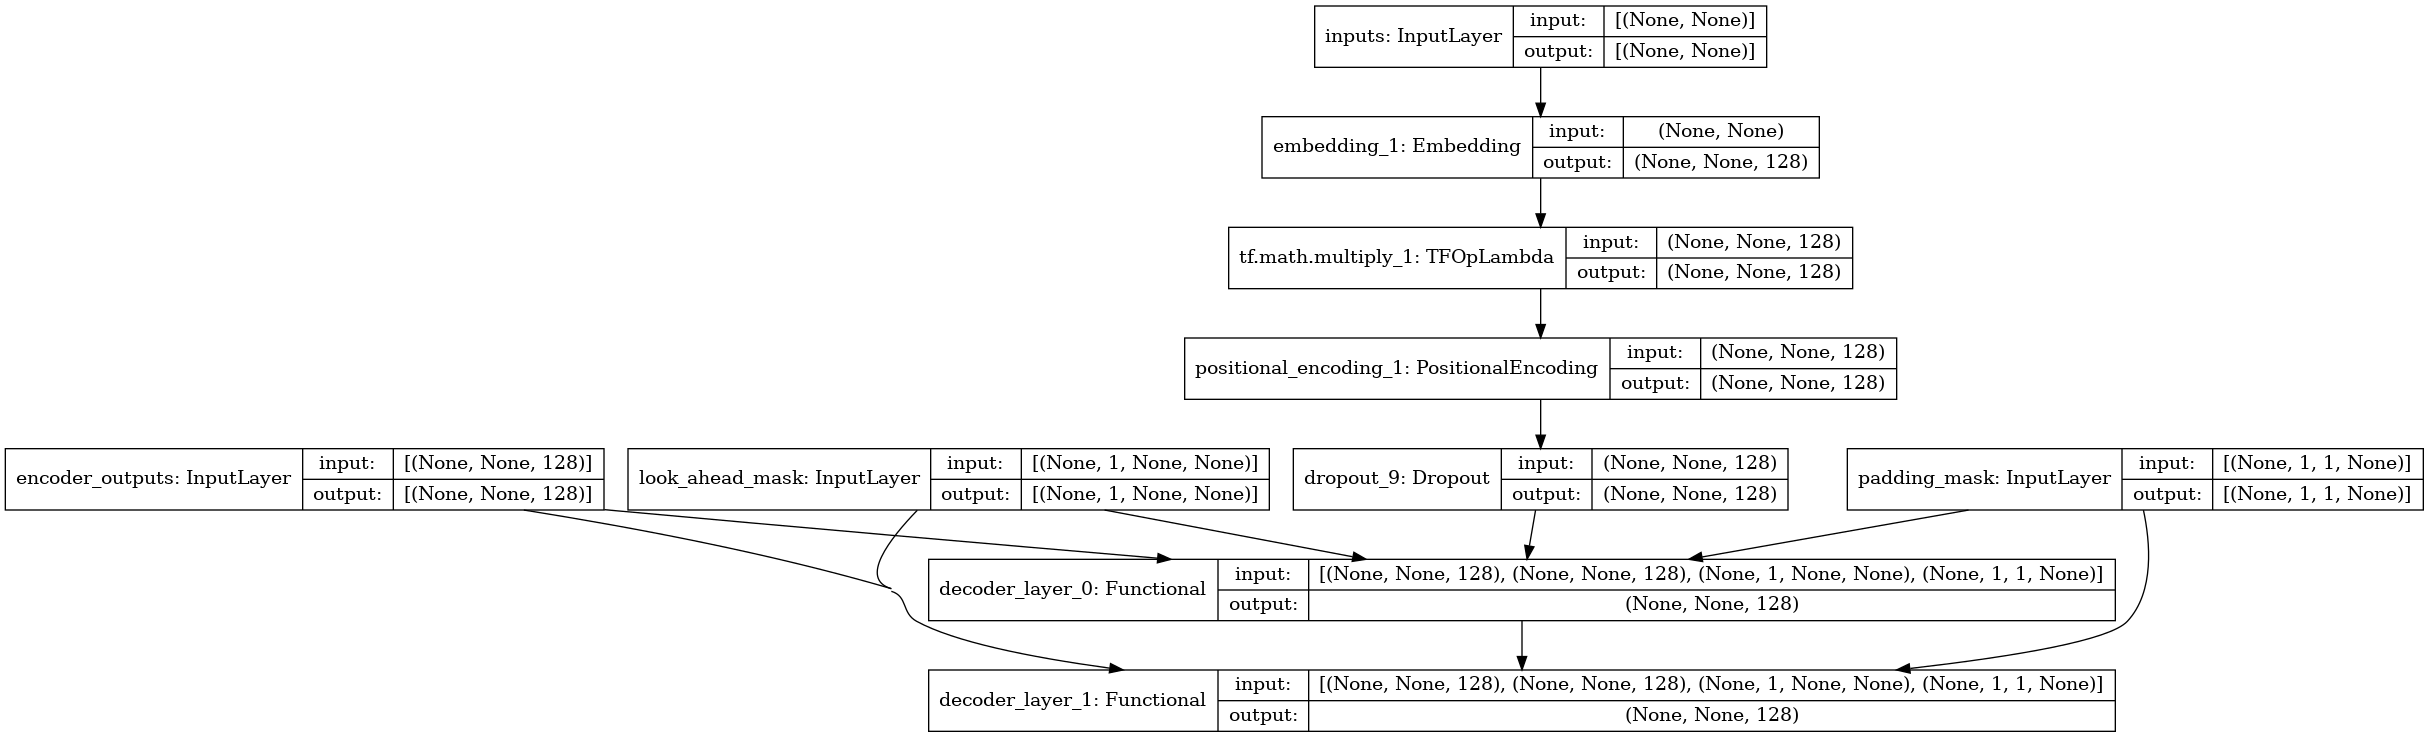 inputs: InputLayer
input:
[(None, None)]
output:
[(None, None)]
embedding_1: Embedding
input:
(None, None)
output:
(None, None, 128)
tf.math.multiply_1: TFOpLambda
input:
(None, None, 128)
output:
(None, None, 128)
positional_encoding_1: PositionalEncoding
input:
(None, None, 128)
output:
(None, None, 128)
encoder_outputs: InputLayer
input:
[(None, None, 128)]
output:
[(None, None, 128)]
look_ahead_mask: InputLayer
input:
[(None, 1, None, None)]
output:
[(None, 1, None, None)]
dropout_9: Dropout
input:
(None, None, 128)
output:
(None, None, 128)
padding_mask: InputLayer
input:
[(None, 1, 1, None)]
output:
[(None, 1, 1, None)]
decoder_layer_0: Functional
input:
[(None, None, 128), (None, None, 128), (None, 1, None, None), (None, 1, 1, None)]
output:
(None, None, 128)
decoder_layer_1: Functional
input:
[(None, None, 128), (None, None, 128), (None, 1, None, None), (None, 1, 1, None)]
output:
(None, None, 128)